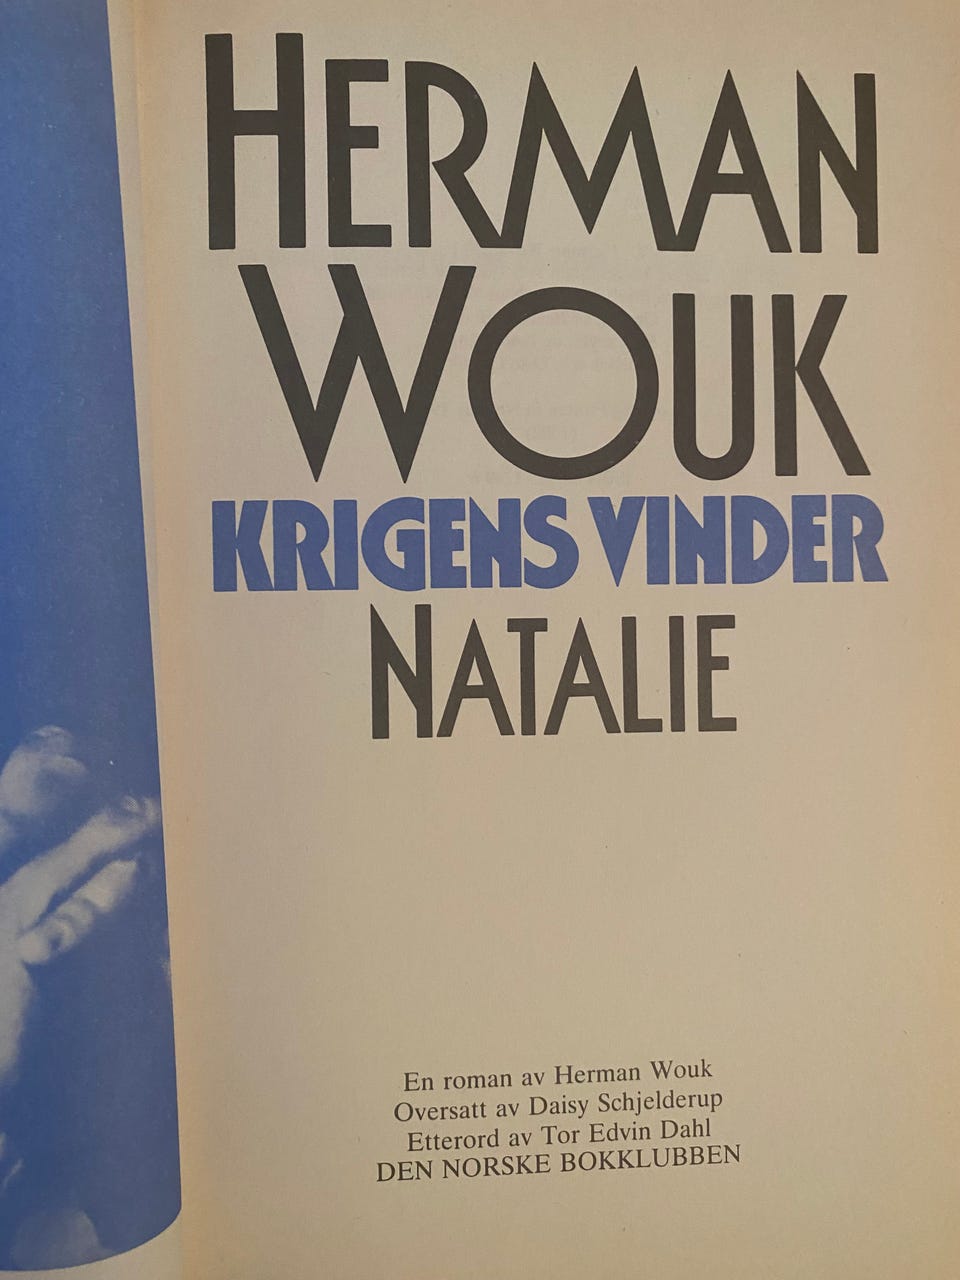 HERMAN
WOUK
KRIGENS VINDER
NATALIE
En roman av Herman Wouk
Oversatt av Daisy Schjelderup
Etterord av Tor Edvin Dahl
DEN NORSKE BOKKLUBBEN